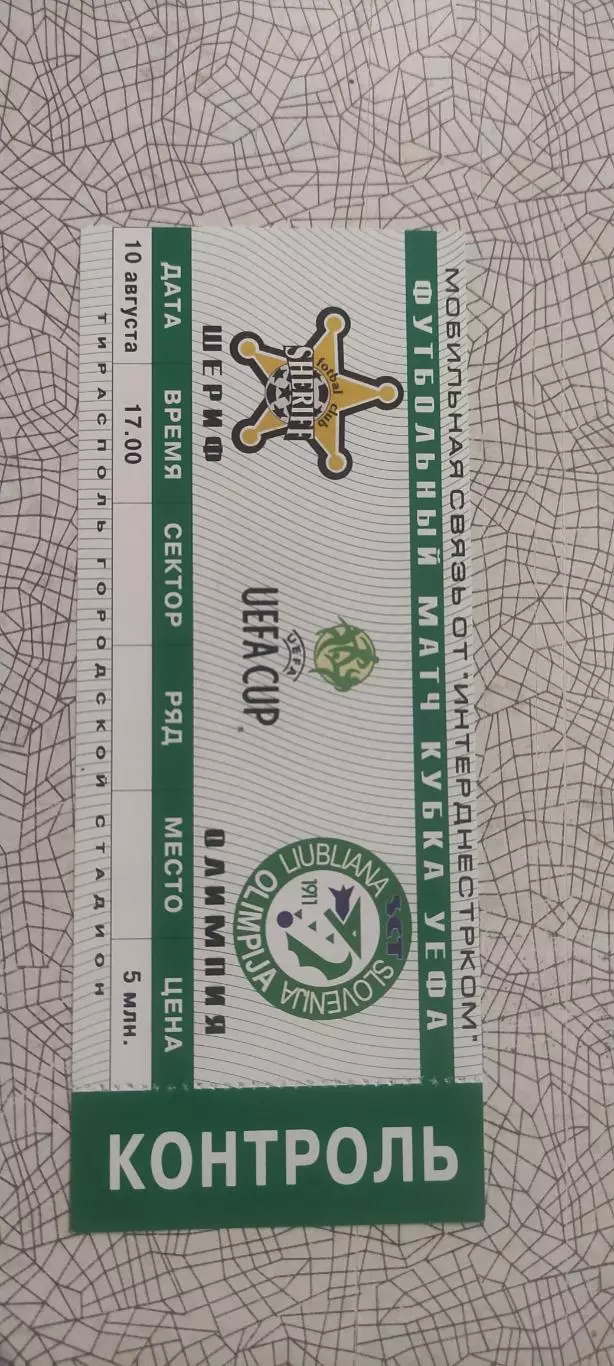 МОБИЛЬНАЯ СВЯЗЬ ОТ "ИНТЕРДНЕСТРКОМ"
ФУТБОЛЬНЫЙ МАТЧ КУБКА УЕФА
fotbal club
SHERIFF
UEFA
UEFA CUP®
LJUBLJANA SCT SLOVENIJA
OLIMPIJA
1911
ШЕРИФ
ОЛИМПИЯ
ДАТА ВРЕМЯ СЕКТОР РЯД МЕСТО ЦЕНА
10 августа 17.00 5 млн.
ТИРАСПОЛЬ ГОРОДСКОЙ СТАДИОН
КОНТРОЛЬ